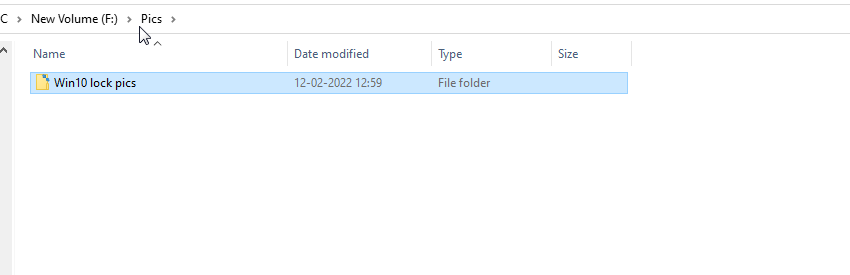 C > New Volume (F:) > Pics >
Name Date modified Type Size
Win10 lock pics 12-02-2022 12:59 File folder